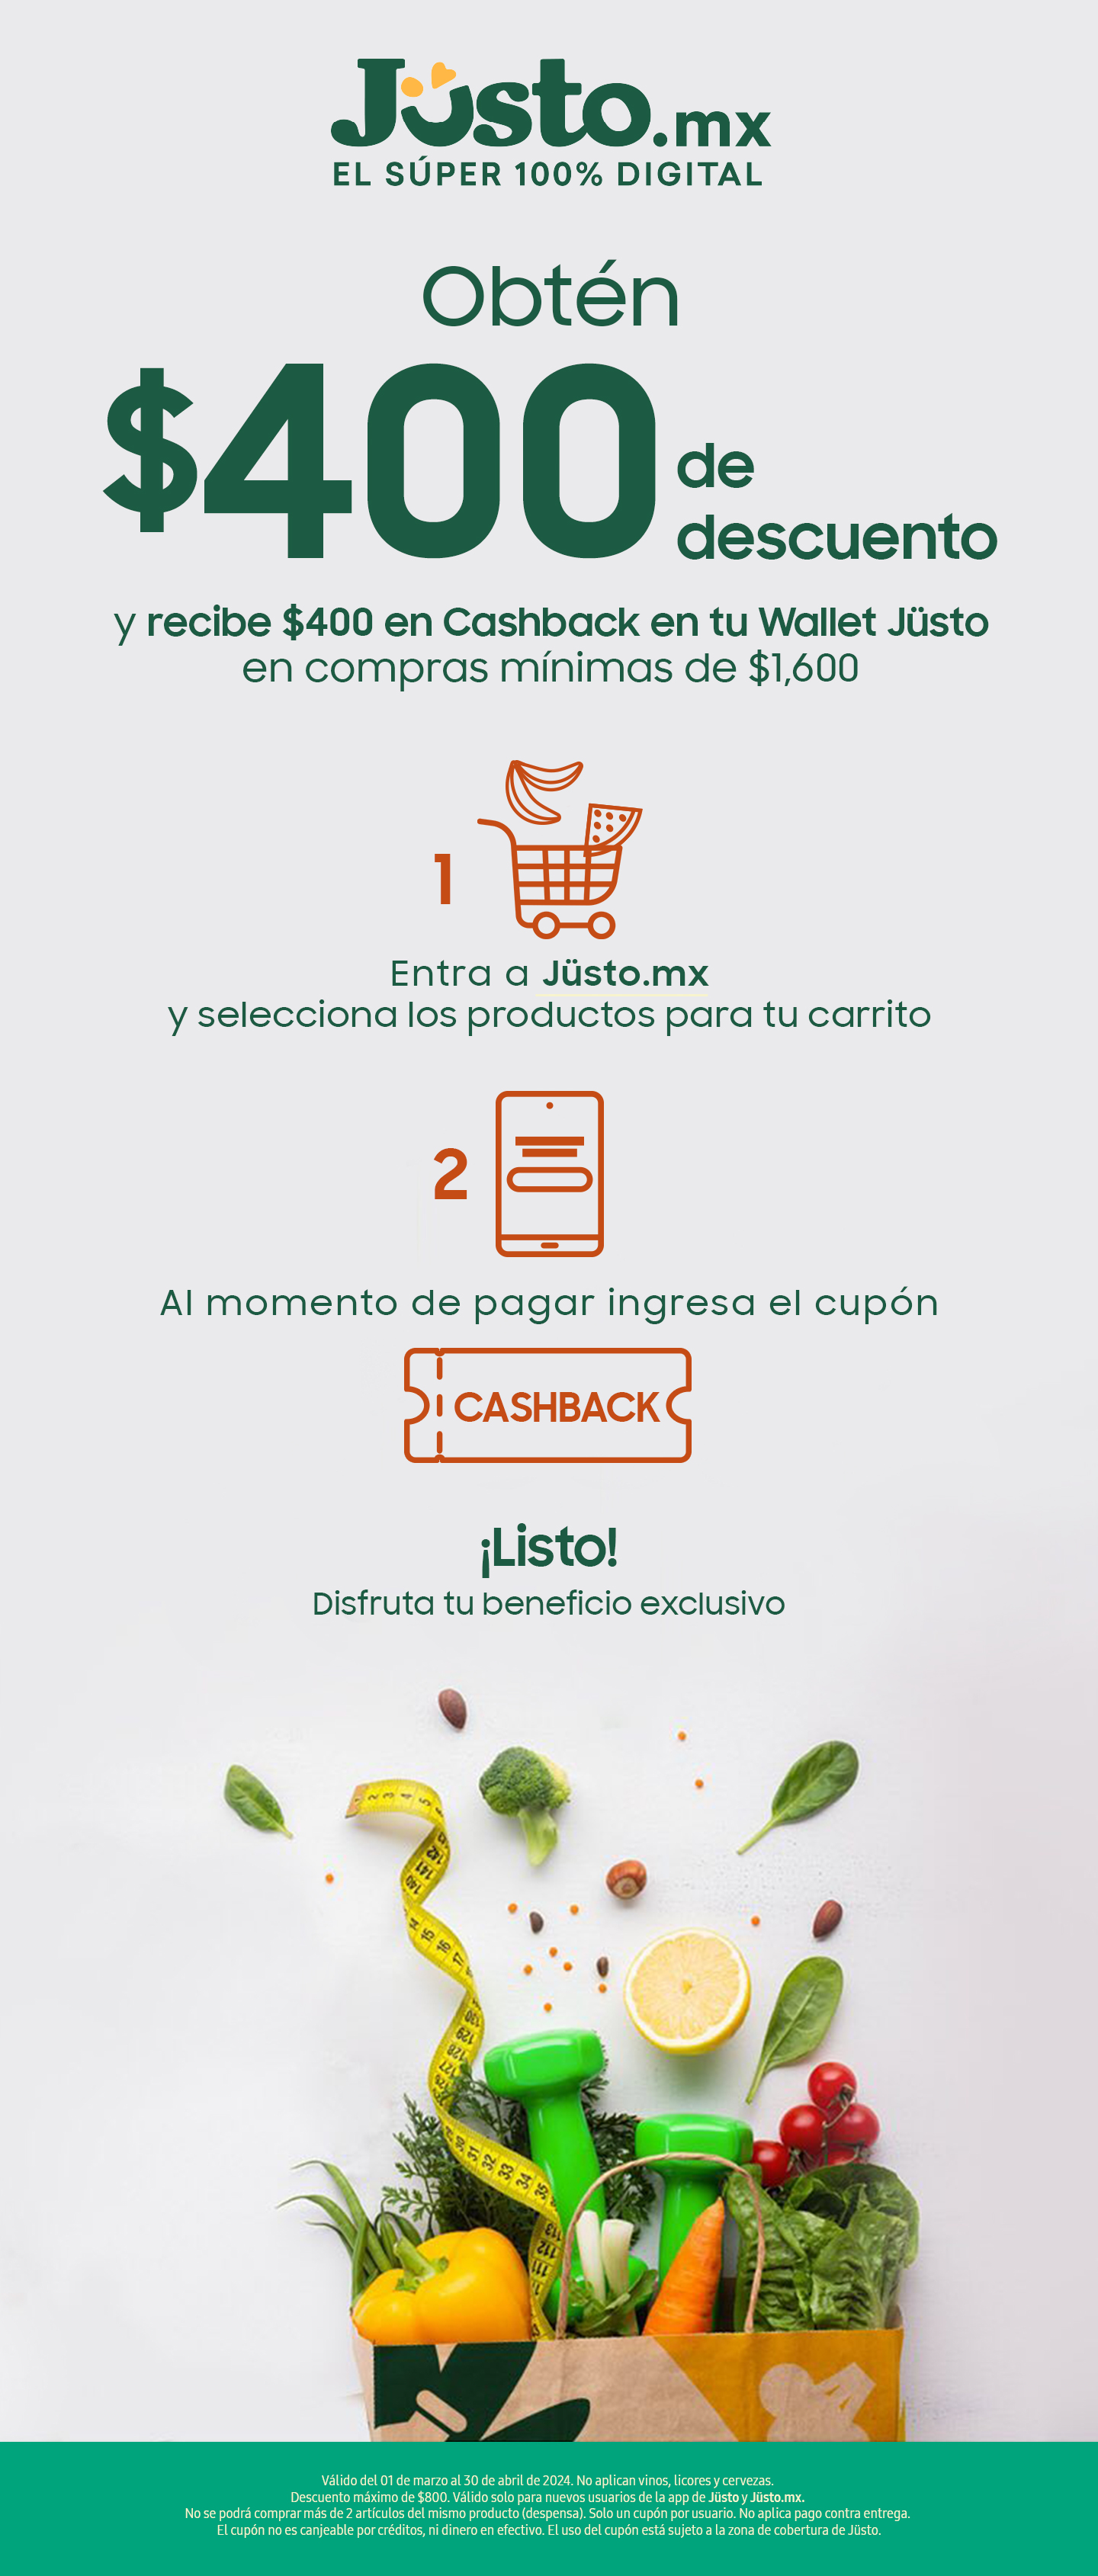 Jüsto.mx
EL SÚPER 100% DIGITAL
Obtén
$400 de
descuento
y recibe $400 en Cashback en tu Wallet Jüsto
en compras mínimas de $1,600
1
Entra a Jüsto.mx
y selecciona los productos para tu carrito
2
Al momento de pagar ingresa el cupón
CASHBACK
¡Listo!
Disfruta tu beneficio exclusivo
Válido del 01 de marzo al 30 de abril de 2024. No aplican vinos, licores y cervezas.
Descuento máximo de $800. Válido solo para nuevos usuarios de la app de Jüsto y Jüsto.mx.
No se podrá comprar más de 2 artículos del mismo producto (despensa). Solo un cupón por usuario. No aplica pago contra entrega.
El cupón no es canjeable por créditos, ni dinero en efectivo. El uso del cupón está sujeto a la zona de cobertura de Jüsto.